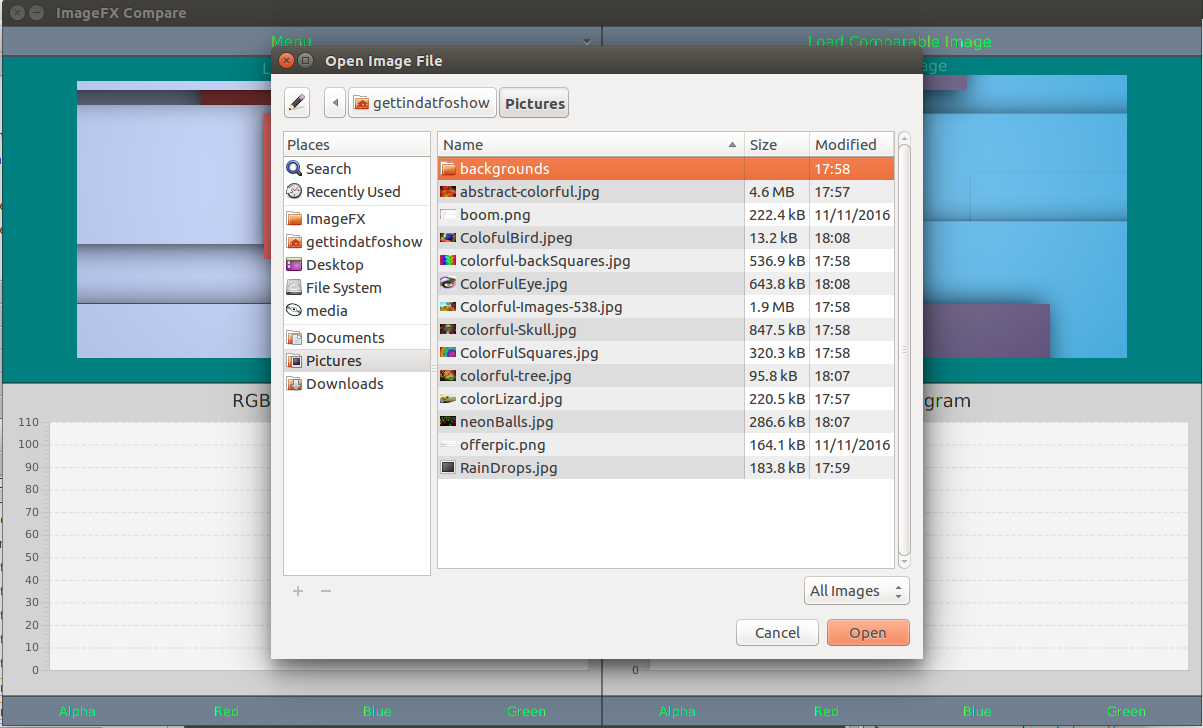 ImageFX Compare
Menu
Load Comparable Image
Open Image File
gettindatfoshow
Pictures
Places
Search
Recently Used
ImageFX
gettindatfoshow
Desktop
File System
media
Documents
Pictures
Downloads
Name Size Modified
backgrounds 17:58
abstract-colorful.jpg 4.6 MB 17:57
boom.png 222.4 kB 11/11/2016
ColofulBird.jpeg 13.2 kB 18:08
colorful-backSquares.jpg 536.9 kB 17:58
ColorFulEye.jpg 643.8 kB 18:08
Colorful-Images-538.jpg 1.9 MB 17:58
colorful-Skull.jpg 847.5 kB 17:58
ColorFulSquares.jpg 320.3 kB 17:58
colorful-tree.jpg 95.8 kB 18:07
colorLizard.jpg 220.5 kB 17:57
neonBalls.jpg 286.6 kB 18:07
offerpic.png 164.1 kB 11/11/2016
RainDrops.jpg 183.8 kB 17:59
All Images
Cancel
Open
RGB
110
100
90
80
70
60
50
40
30
20
10
0
gram
0
Alpha Red Blue Green
Alpha Red Blue Green